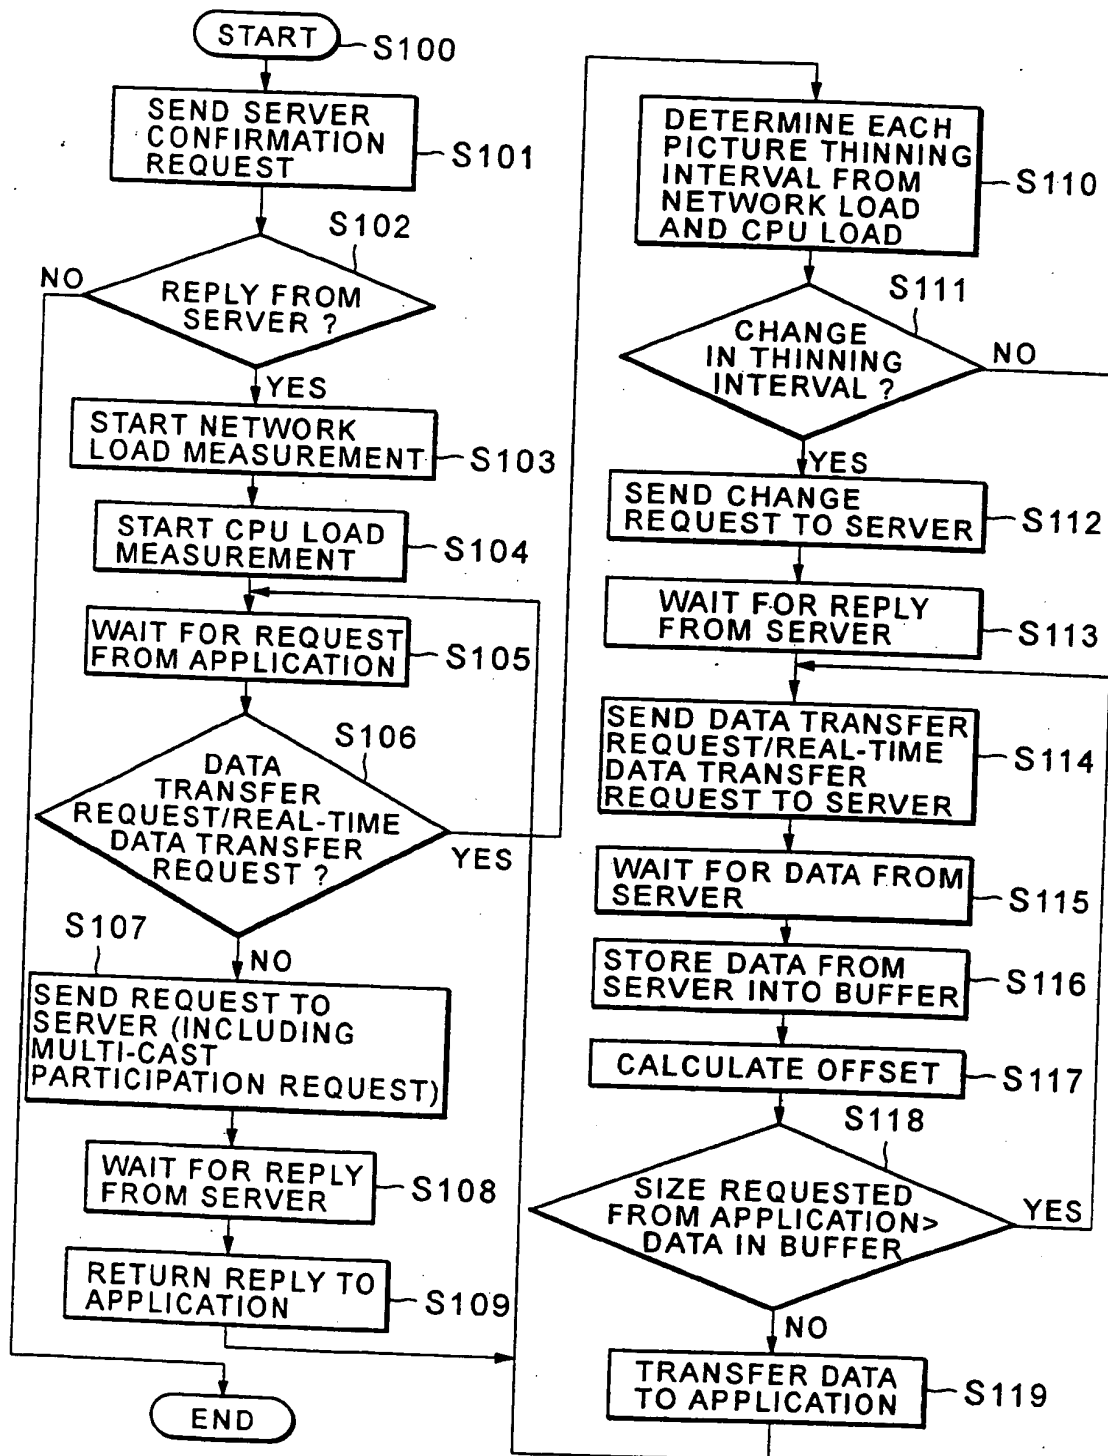 START
S100
SEND SERVER
CONFIRMATION
REQUEST
S101
S102
NO
REPLY FROM
SERVER ?
YES
START NETWORK
LOAD MEASUREMENT
S103
START CPU LOAD
MEASUREMENT
S104
WAIT FOR REQUEST
FROM APPLICATION
S105
S106
DATA
TRANSFER
REQUEST/REAL-TIME
DATA TRANSFER
REQUEST ?
YES
S107
NO
SEND REQUEST TO
SERVER (INCLUDING
MULTI-CAST
PARTICIPATION REQUEST)
WAIT FOR REPLY
FROM SERVER
S108
RETURN REPLY TO
APPLICATION
S109
END
DETERMINE EACH
PICTURE THINNING
INTERVAL FROM
NETWORK LOAD
AND CPU LOAD
S110
S111
CHANGE
IN THINNING
INTERVAL ?
NO
YES
SEND CHANGE
REQUEST TO SERVER
S112
WAIT FOR REPLY
FROM SERVER
S113
SEND DATA TRANSFER
REQUEST/REAL-TIME
DATA TRANSFER
REQUEST TO SERVER
S114
WAIT FOR DATA FROM
SERVER
S115
STORE DATA FROM
SERVER INTO BUFFER
S116
CALCULATE OFFSET
S117
S118
SIZE REQUESTED
FROM APPLICATION>
DATA IN BUFFER
YES
NO
TRANSFER DATA
TO APPLICATION
S119